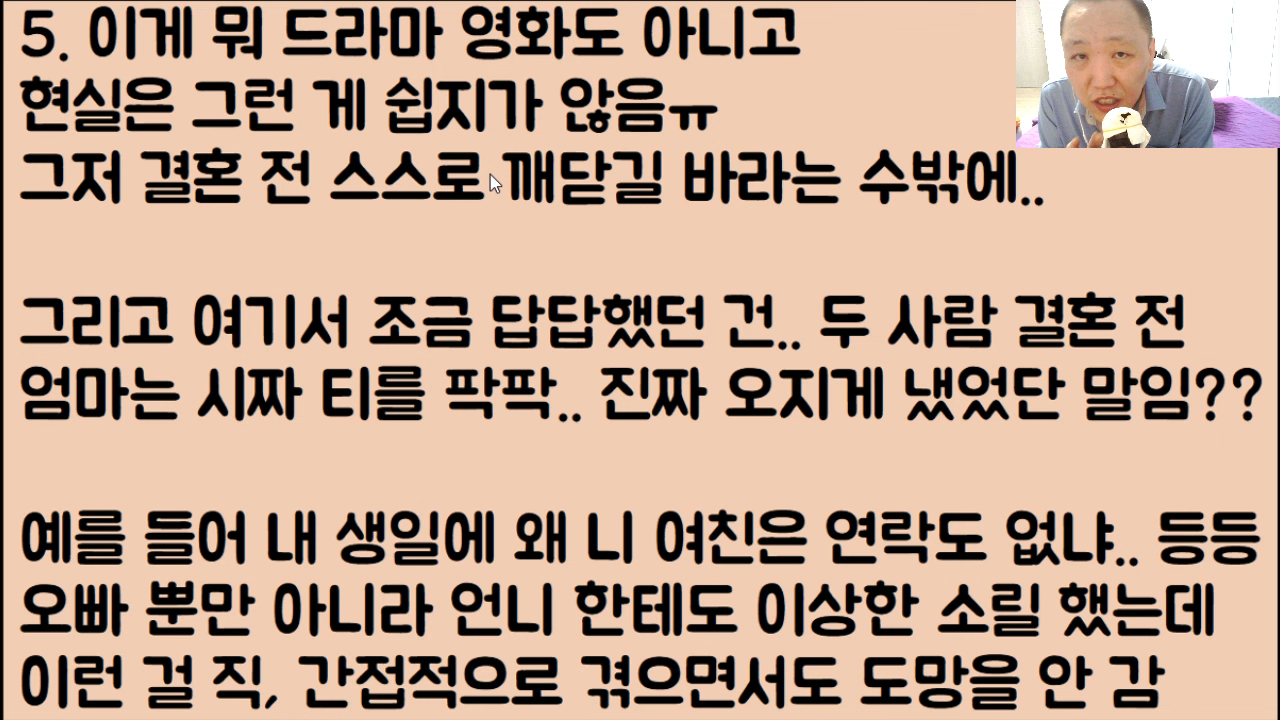 5. 이게 뭐 드라마 영화도 아니고
현실은 그런 게 쉽지가 않음ㅠ
그저 결혼 전 스스로 깨닫길 바라는 수밖에..
그리고 여기서 조금 답답했던 건.. 두 사람 결혼 전
엄마는 시짜 티를 팍팍.. 진짜 오지게 냈었단 말임??
예를 들어 내 생일에 왜 니 여친은 연락도 없냐.. 등등
오빠 뿐만 아니라 언니 한테도 이상한 소릴 했는데
이런 걸 직, 간접적으로 겪으면서도 도망을 안 감